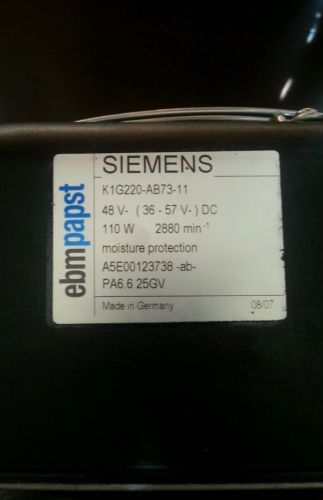 ebmpapst
SIEMENS
K1G220-AB73-11
48 V- ( 36 - 57 V- ) DC
110 W 2880 min⁻¹
moisture protection
A5E00123738 -ab-
PA6.6 25GV
Made in Germany 08/07